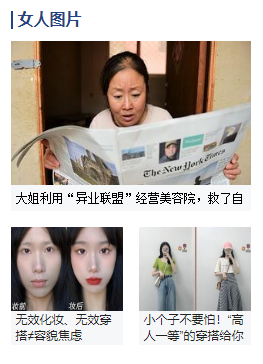 女人图片
The New York Times
大姐利用“异业联盟”经营美容院，救了自
妆前
妆后
无效化妆、无效穿
搭≠容貌焦虑
小个子不要怕！“高
人一等”的穿搭给你